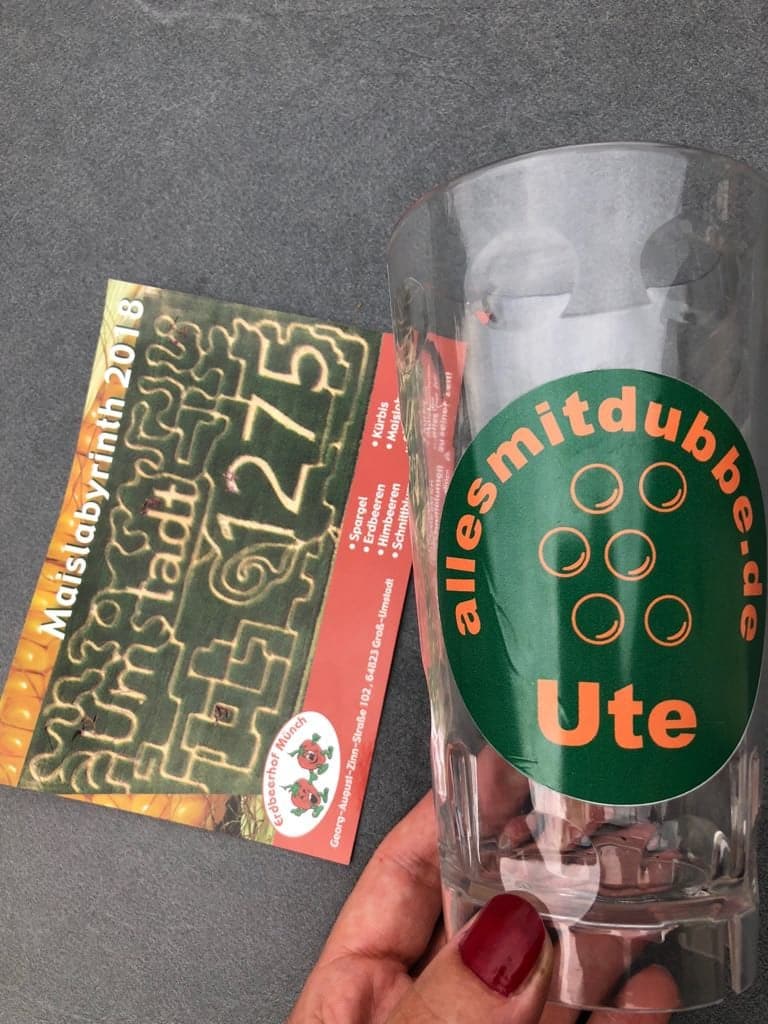 Maislabyrinth 2018
Umstadt
1275
• Spargel
• Erdbeeren
• Himbeeren
• Kürbis
Erdbeerhof Münch
Georg-August-Zinn-Straße 102, 64823 Groß-Umstadt
allesmitdubbe.de
Ute